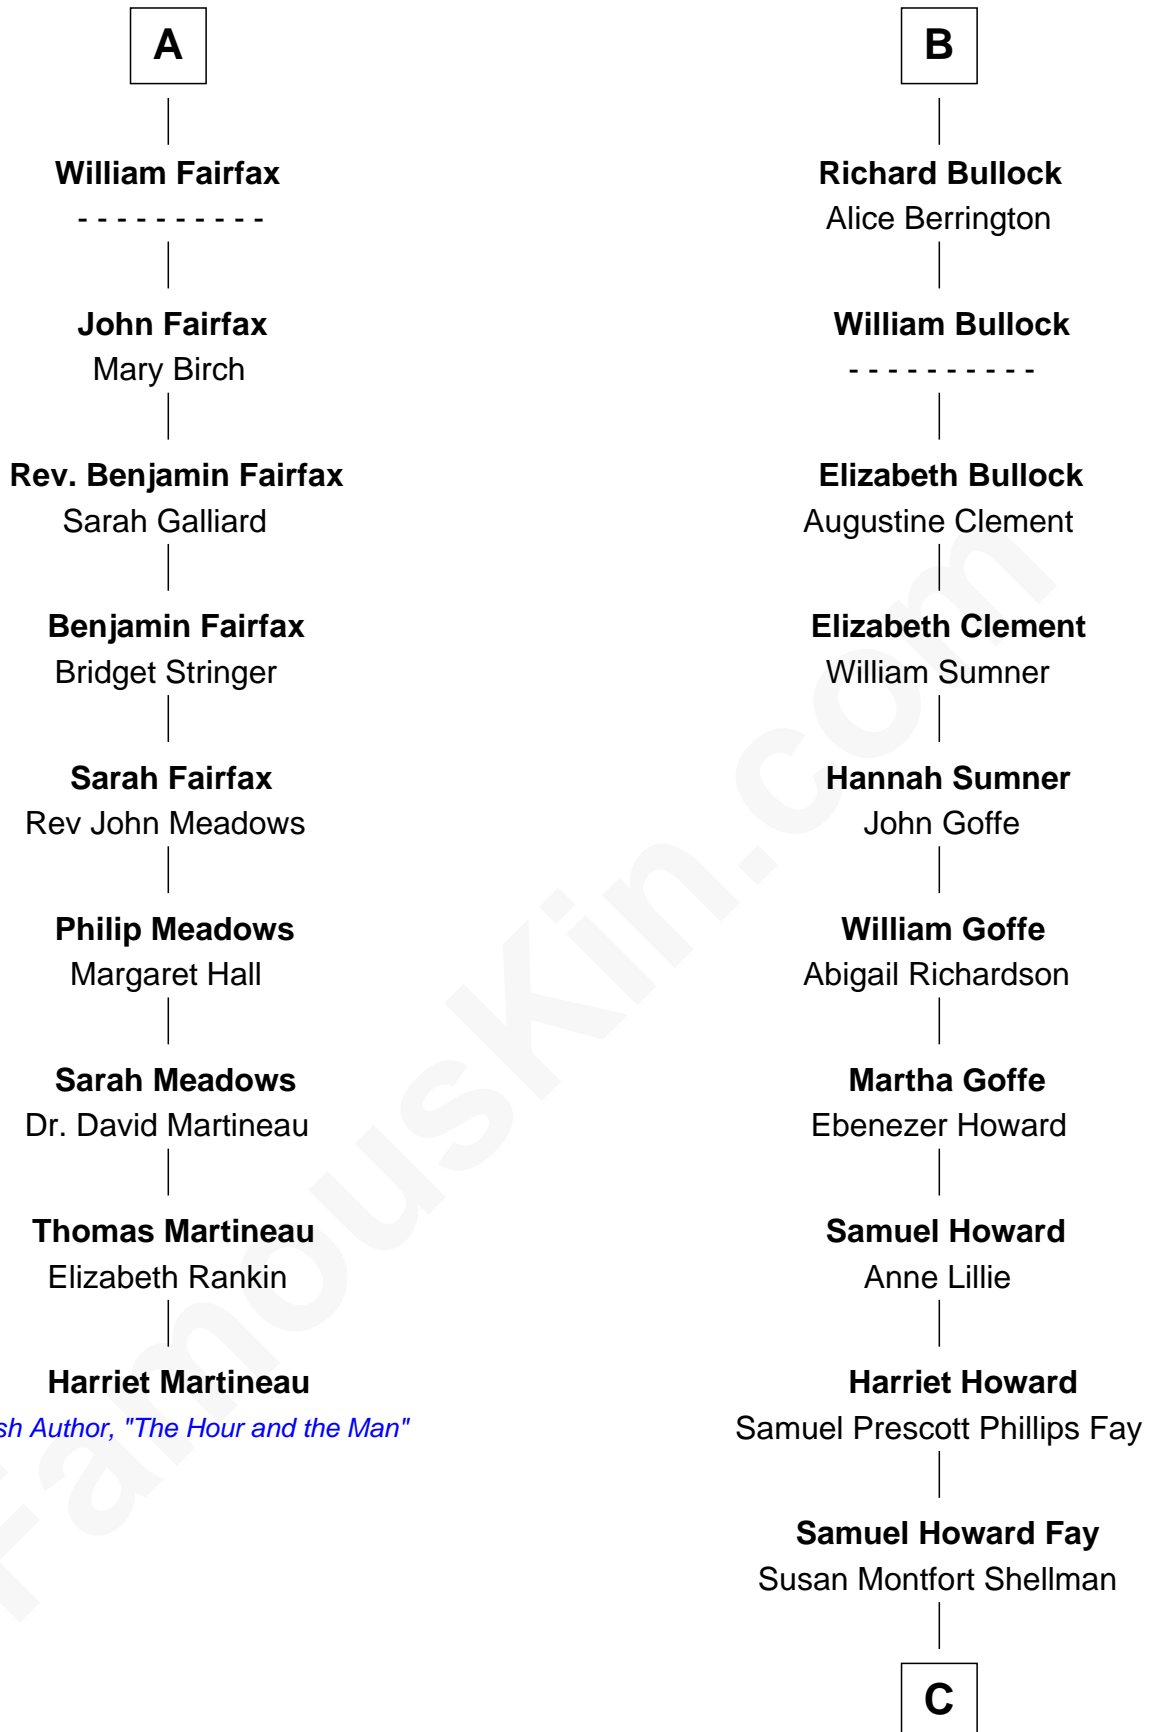 A
William Fairfax
- - - - - - - - - -
John Fairfax
Mary Birch
Rev. Benjamin Fairfax
Sarah Galliard
Benjamin Fairfax
Bridget Stringer
Sarah Fairfax
Rev John Meadows
Philip Meadows
Margaret Hall
Sarah Meadows
Dr. David Martineau
Thomas Martineau
Elizabeth Rankin
Harriet Martineau
sh Author, "The Hour and the Man"
B
Richard Bullock
Alice Berrington
William Bullock
- - - - - - - - - -
Elizabeth Bullock
Augustine Clement
Elizabeth Clement
William Sumner
Hannah Sumner
John Goffe
William Goffe
Abigail Richardson
Martha Goffe
Ebenezer Howard
Samuel Howard
Anne Lillie
Harriet Howard
Samuel Prescott Phillips Fay
Samuel Howard Fay
Susan Montfort Shellman
C
FamousKin.com